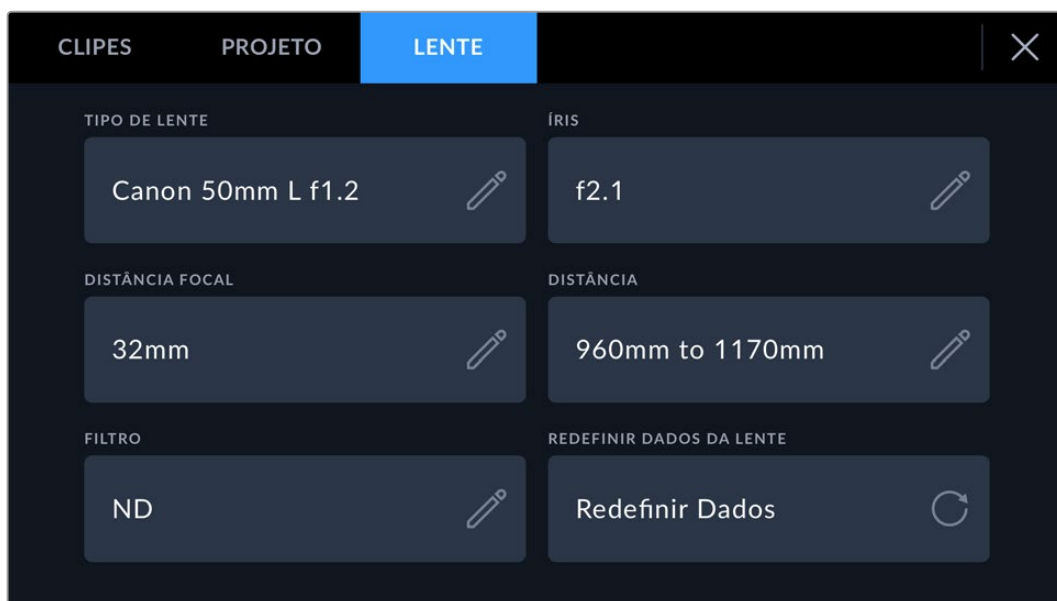 CLIPES PROJETO LENTE
TIPO DE LENTE ÍRIS
Canon 50mm L f1.2 f2.1
DISTÂNCIA FOCAL DISTÂNCIA
32mm 960mm to 1170mm
FILTRO REDEFINIR DADOS DA LENTE
ND Redefinir Dados